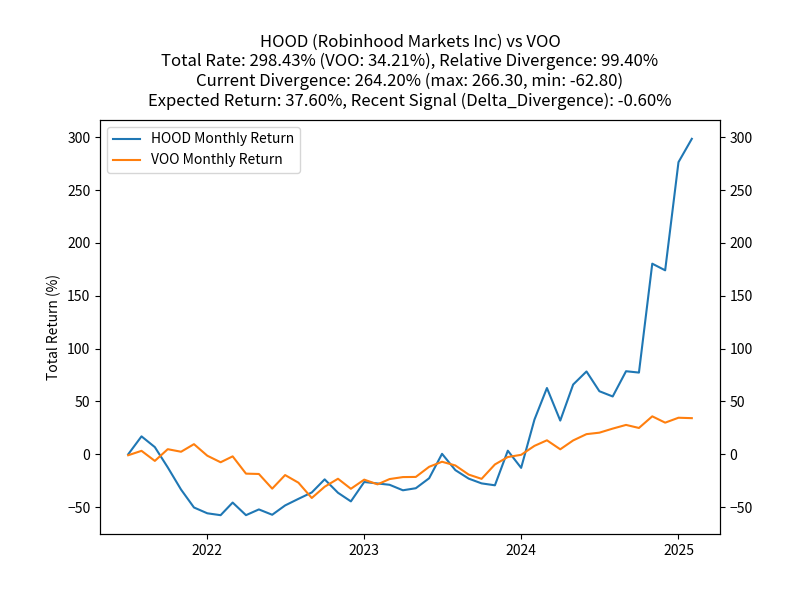 HOOD (Robinhood Markets Inc) vs VOO
Total Rate: 298.43% (VOO: 34.21%), Relative Divergence: 99.40%
Current Divergence: 264.20% (max: 266.30, min: -62.80)
Expected Return: 37.60%, Recent Signal (Delta_Divergence): -0.60%
HOOD Monthly Return
VOO Monthly Return
Total Return (%)
300
250
200
150
100
50
0
−50
300
250
200
150
100
50
0
−50
2022
2023
2024
2025